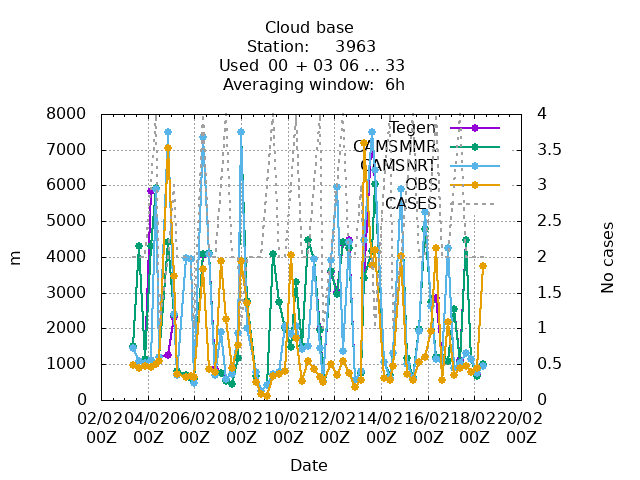 Cloud base
Station: 3963
Used 00 + 03 06 ... 33
Averaging window: 6h
8000
7000
6000
5000
4000
3000
2000
1000
0
m
4
3.5
3
2.5
2
1.5
1
0.5
0
No cases
Tegen
CAMSMMR
CAMSNRT
OBS
CASES
02/02 04/02 06/02 08/02 10/02 12/02 14/02 16/02 18/02 20/02
00Z 00Z 00Z 00Z 00Z 00Z 00Z 00Z 00Z 00Z
Date